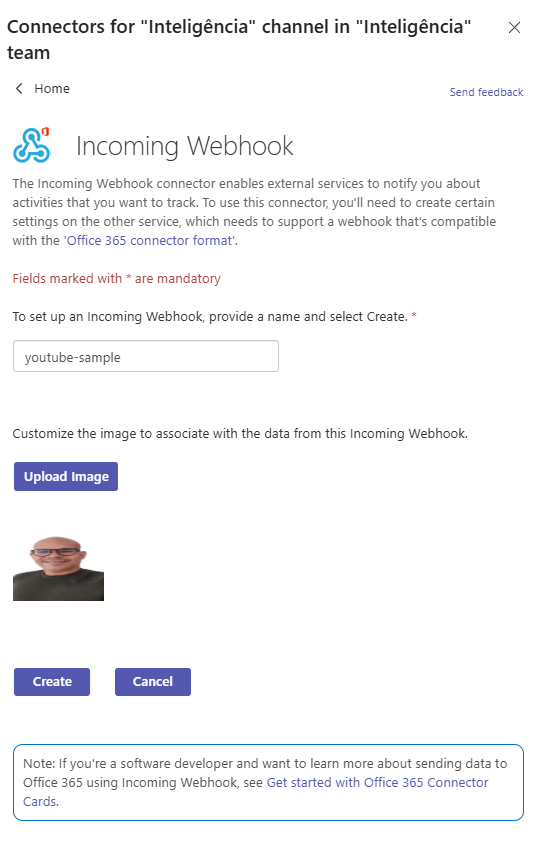 Connectors for "Inteligência" channel in "Inteligência"
team
Home
Send feedback
Incoming Webhook
The Incoming Webhook connector enables external services to notify you about
activities that you want to track. To use this connector, you'll need to create certain
settings on the other service, which needs to support a webhook that's compatible
with the 'Office 365 connector format'.
Fields marked with * are mandatory
To set up an Incoming Webhook, provide a name and select Create. *
youtube-sample
Customize the image to associate with the data from this Incoming Webhook.
Upload Image
Create
Cancel
Note: If you're a software developer and want to learn more about sending data to
Office 365 using Incoming Webhook, see Get started with Office 365 Connector
Cards.